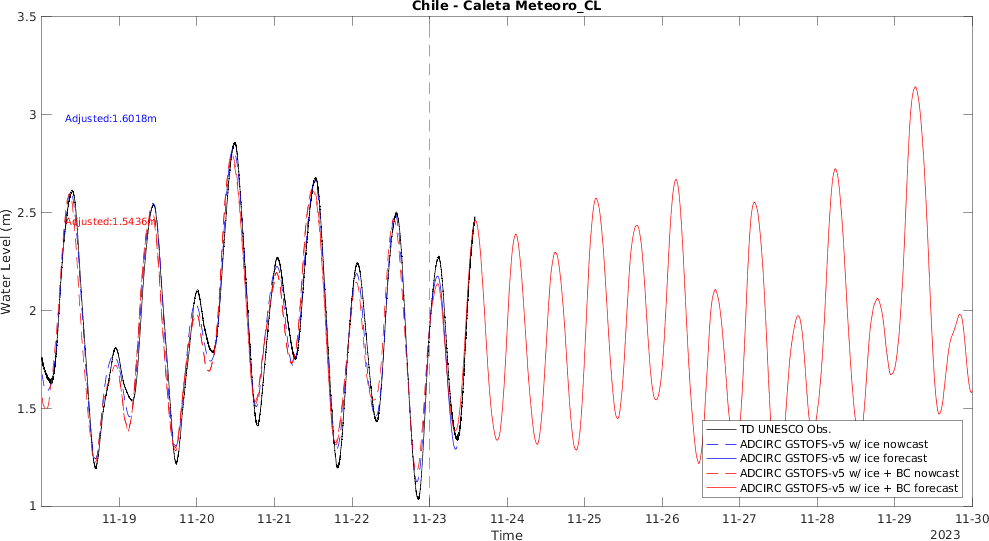 Chile - Caleta Meteoro_CL
3.5
3
2.5
2
1.5
1
Water Level (m)
Adjusted:1.6018m
Adjusted:1.5436m
TD UNESCO Obs.
ADCIRC GSTOFS-v5 w/ ice nowcast
ADCIRC GSTOFS-v5 w/ ice forecast
ADCIRC GSTOFS-v5 w/ ice + BC nowcast
ADCIRC GSTOFS-v5 w/ ice + BC forecast
11-19 11-20 11-21 11-22 11-23 11-24 11-25 11-26 11-27 11-28 11-29 11-30
Time
2023